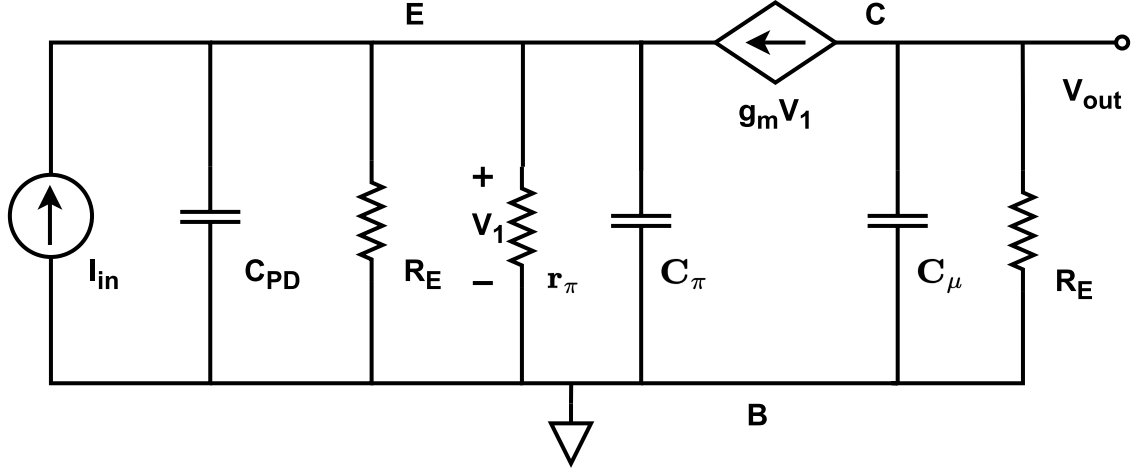 E
C
V_out
g_mV_1
+
V_1
−
I_in
C_PD
R_E
r_π
C_π
C_μ
R_E
B